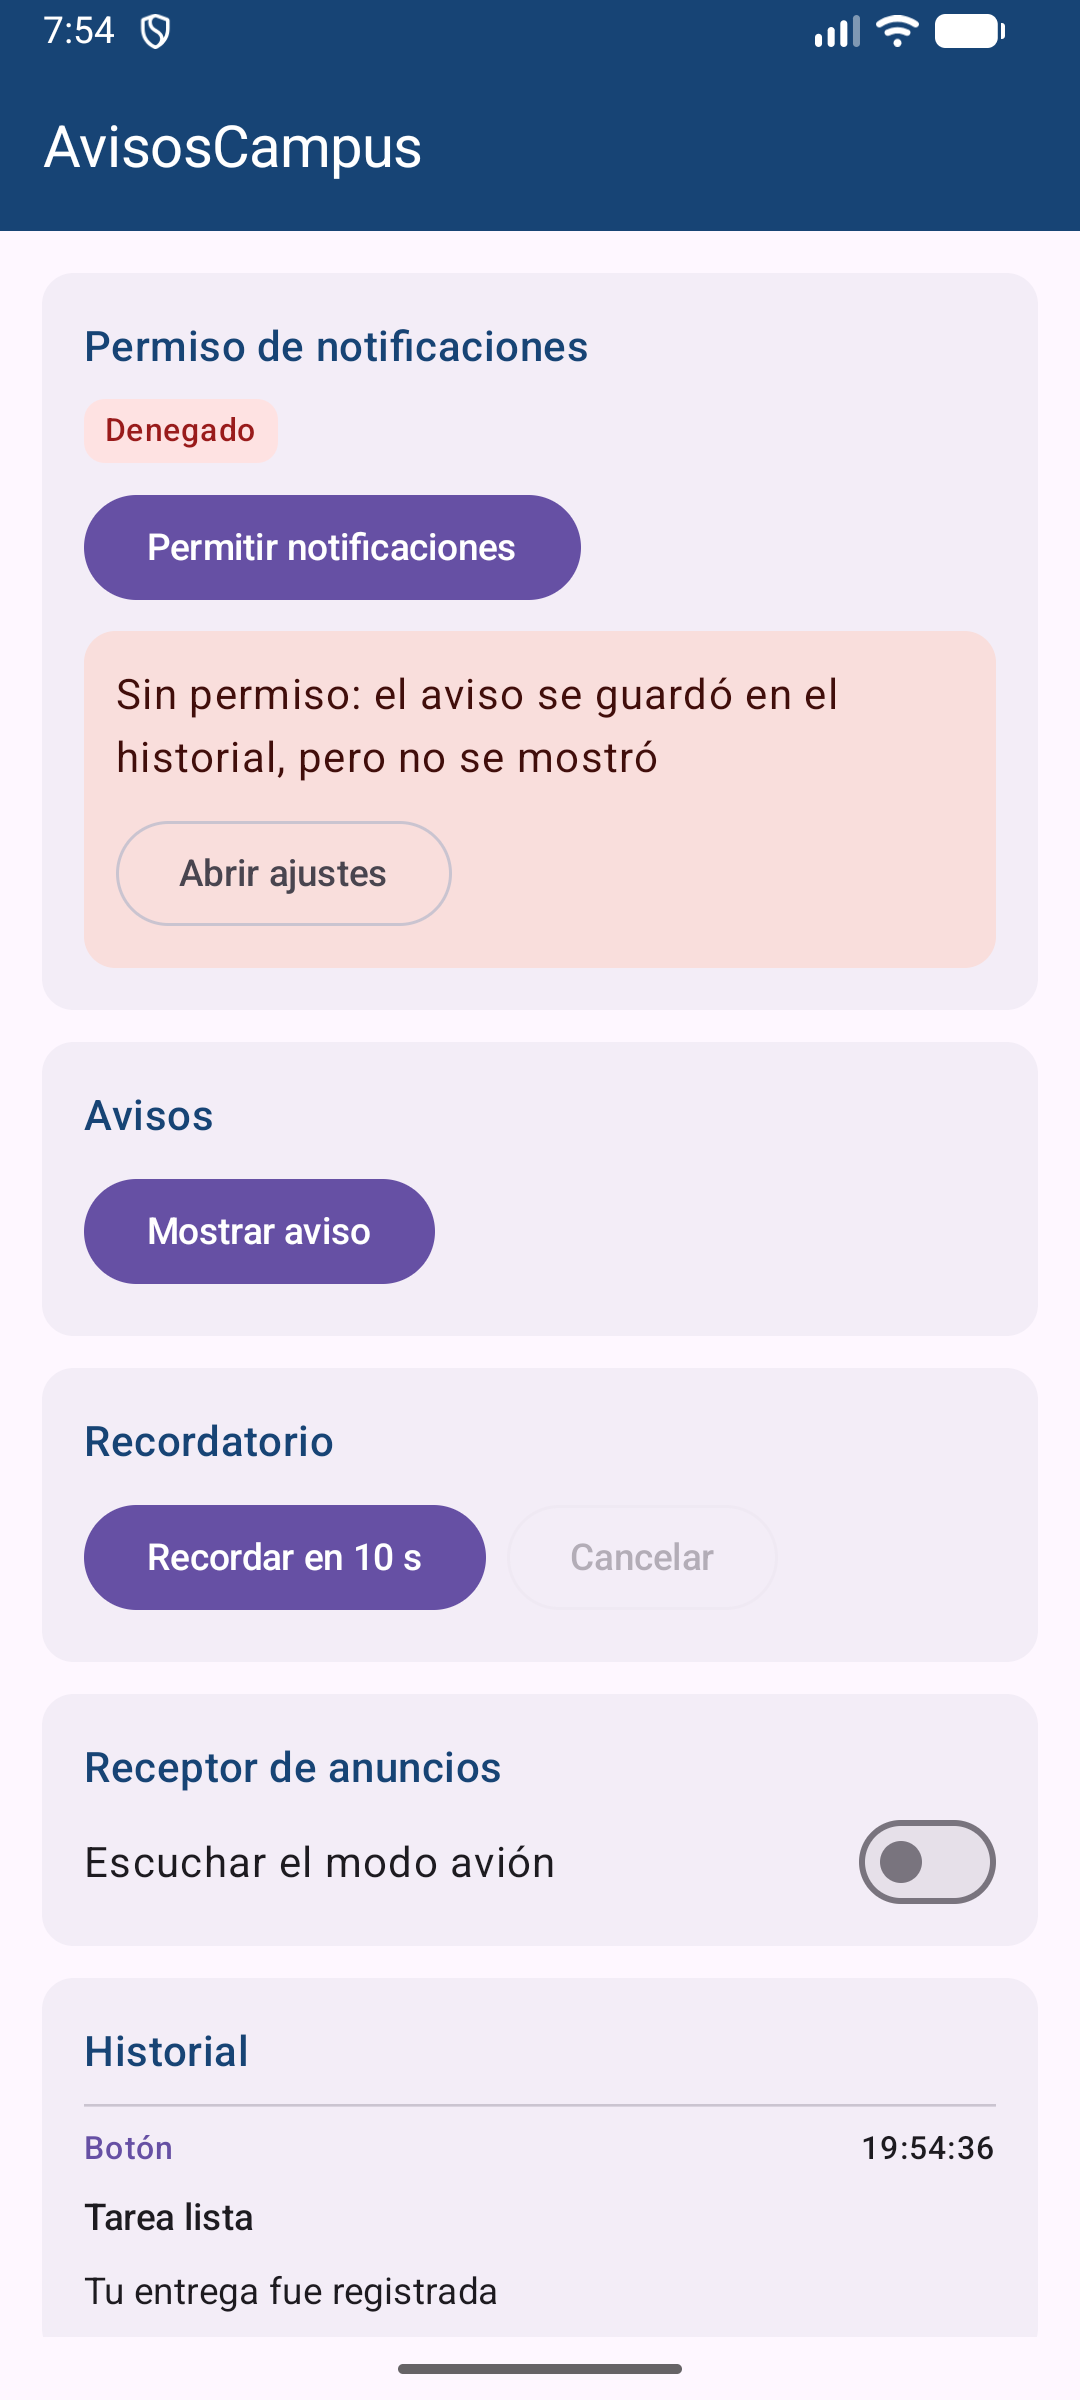 7:54
AvisosCampus
Permiso de notificaciones
Denegado
Permitir notificaciones
Sin permiso: el aviso se guardó en el
historial, pero no se mostró
Abrir ajustes
Avisos
Mostrar aviso
Recordatorio
Recordar en 10 s
Cancelar
Receptor de anuncios
Escuchar el modo avión
Historial
Botón
19:54:36
Tarea lista
Tu entrega fue registrada